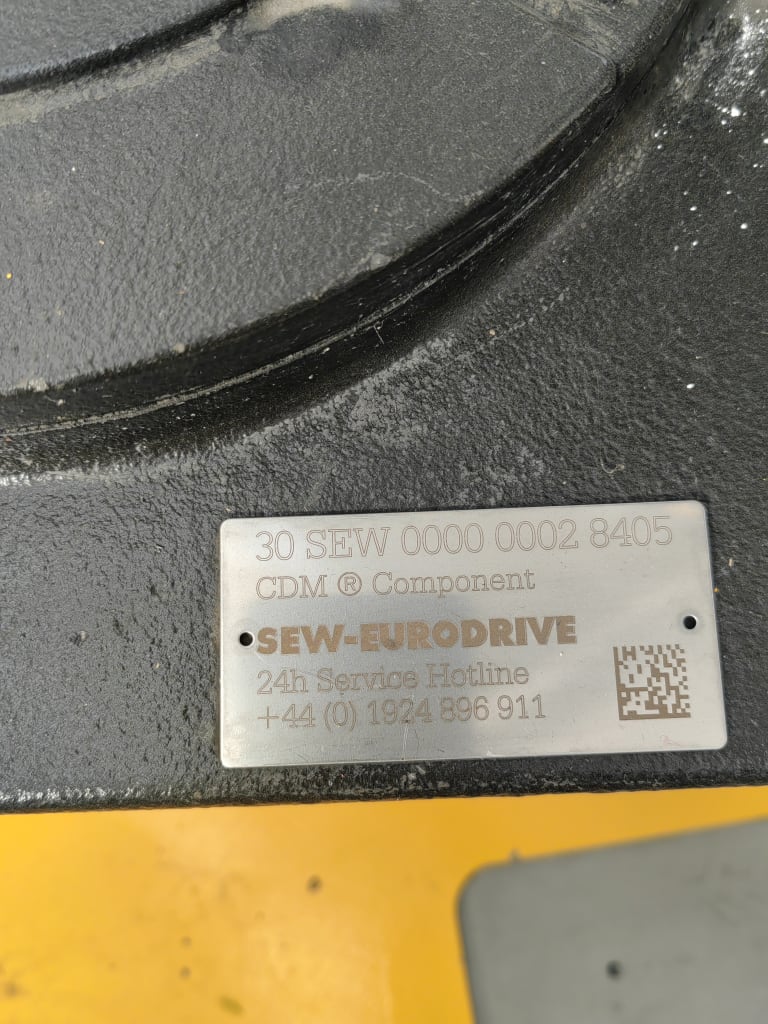 30 SEW 0000 0002 8405
CDM ® Component
SEW-EURODRIVE
24h Service Hotline
+44 (0) 1924 896 911